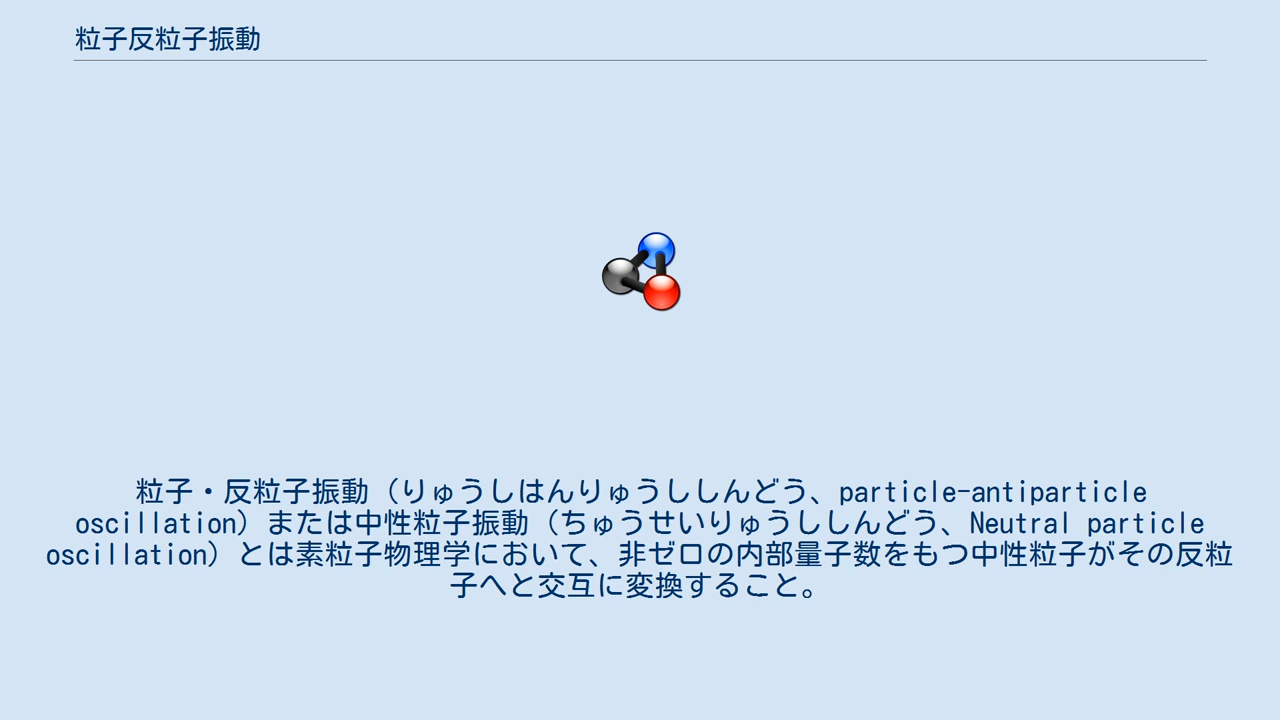 粒子反粒子振動
粒子・反粒子振動（りゅうしはんりゅうししんどう、particle-antiparticle
oscillation）または中性粒子振動（ちゅうせいりゅうししんどう、Neutral particle
oscillation）とは素粒子物理学において、非ゼロの内部量子数をもつ中性粒子がその反粒
子へと交互に変換すること。